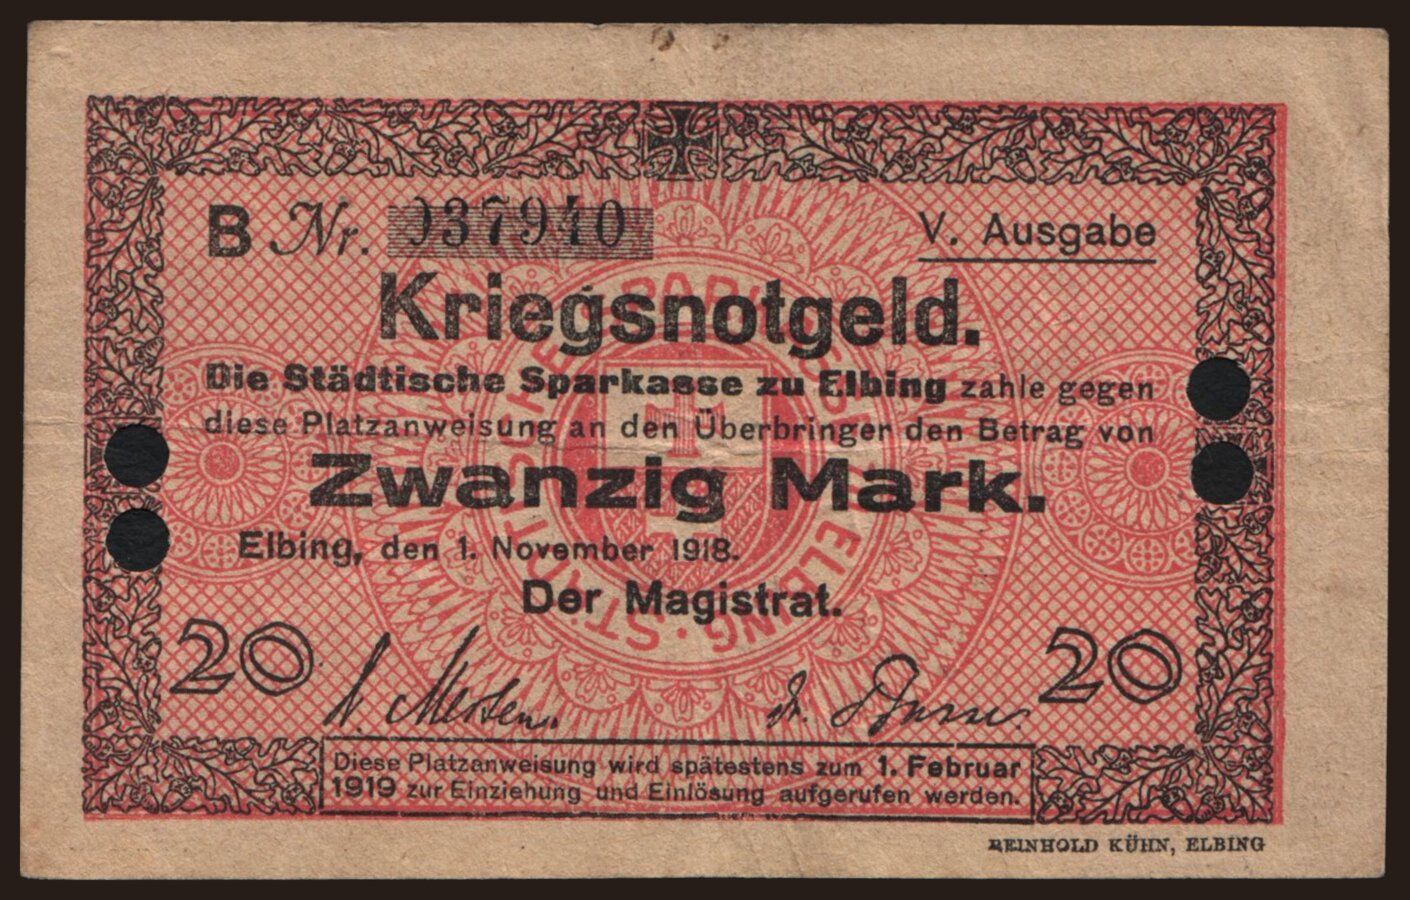 B Nr. 037940
V. Ausgabe
Kriegsnotgeld.
Die Städtische Sparkasse zu Elbing zahle gegen
diese Platzanweisung an den Überbringer den Betrag von
Zwanzig Mark.
Elbing, den 1. November 1918.
Der Magistrat.
20
20
Diese Platzanweisung wird spätestens zum 1. Februar
1919 zur Einziehung und Einlösung aufgerufen werden.
REINHOLD KÜHN, ELBING